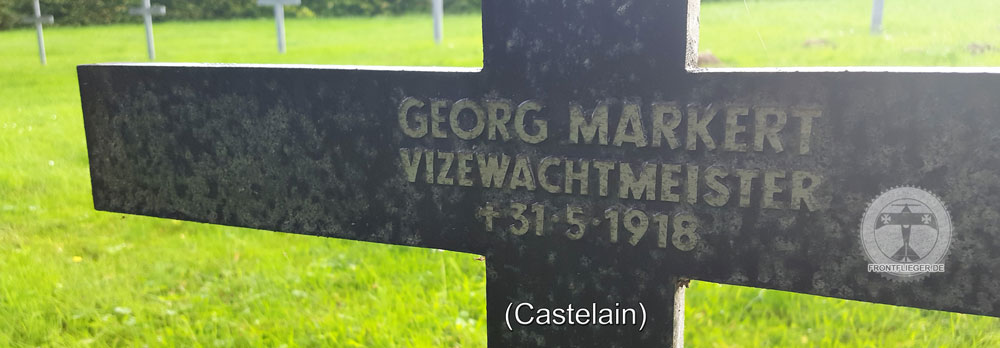 GEORG MARKERT
VIZEWACHTMEISTER
†31·5·1918
FRONTFLIEGER.DE
(Castelain)